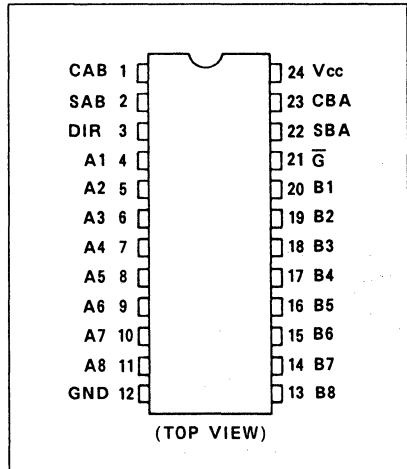 CAB 1 24 Vcc
SAB 2 23 CBA
DIR 3 22 SBA
A1 4 21 G̅
A2 5 20 B1
A3 6 19 B2
A4 7 18 B3
A5 8 17 B4
A6 9 16 B5
A7 10 15 B6
A8 11 14 B7
GND 12 13 B8
(TOP VIEW)